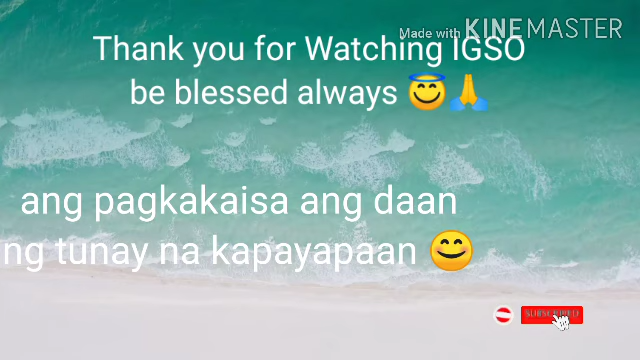 Made with KINEMASTER
Thank you for Watching IGSO
be blessed always 😇🙏
ang pagkakaisa ang daan
ng tunay na kapayapaan 😊
SUBSCRIBED